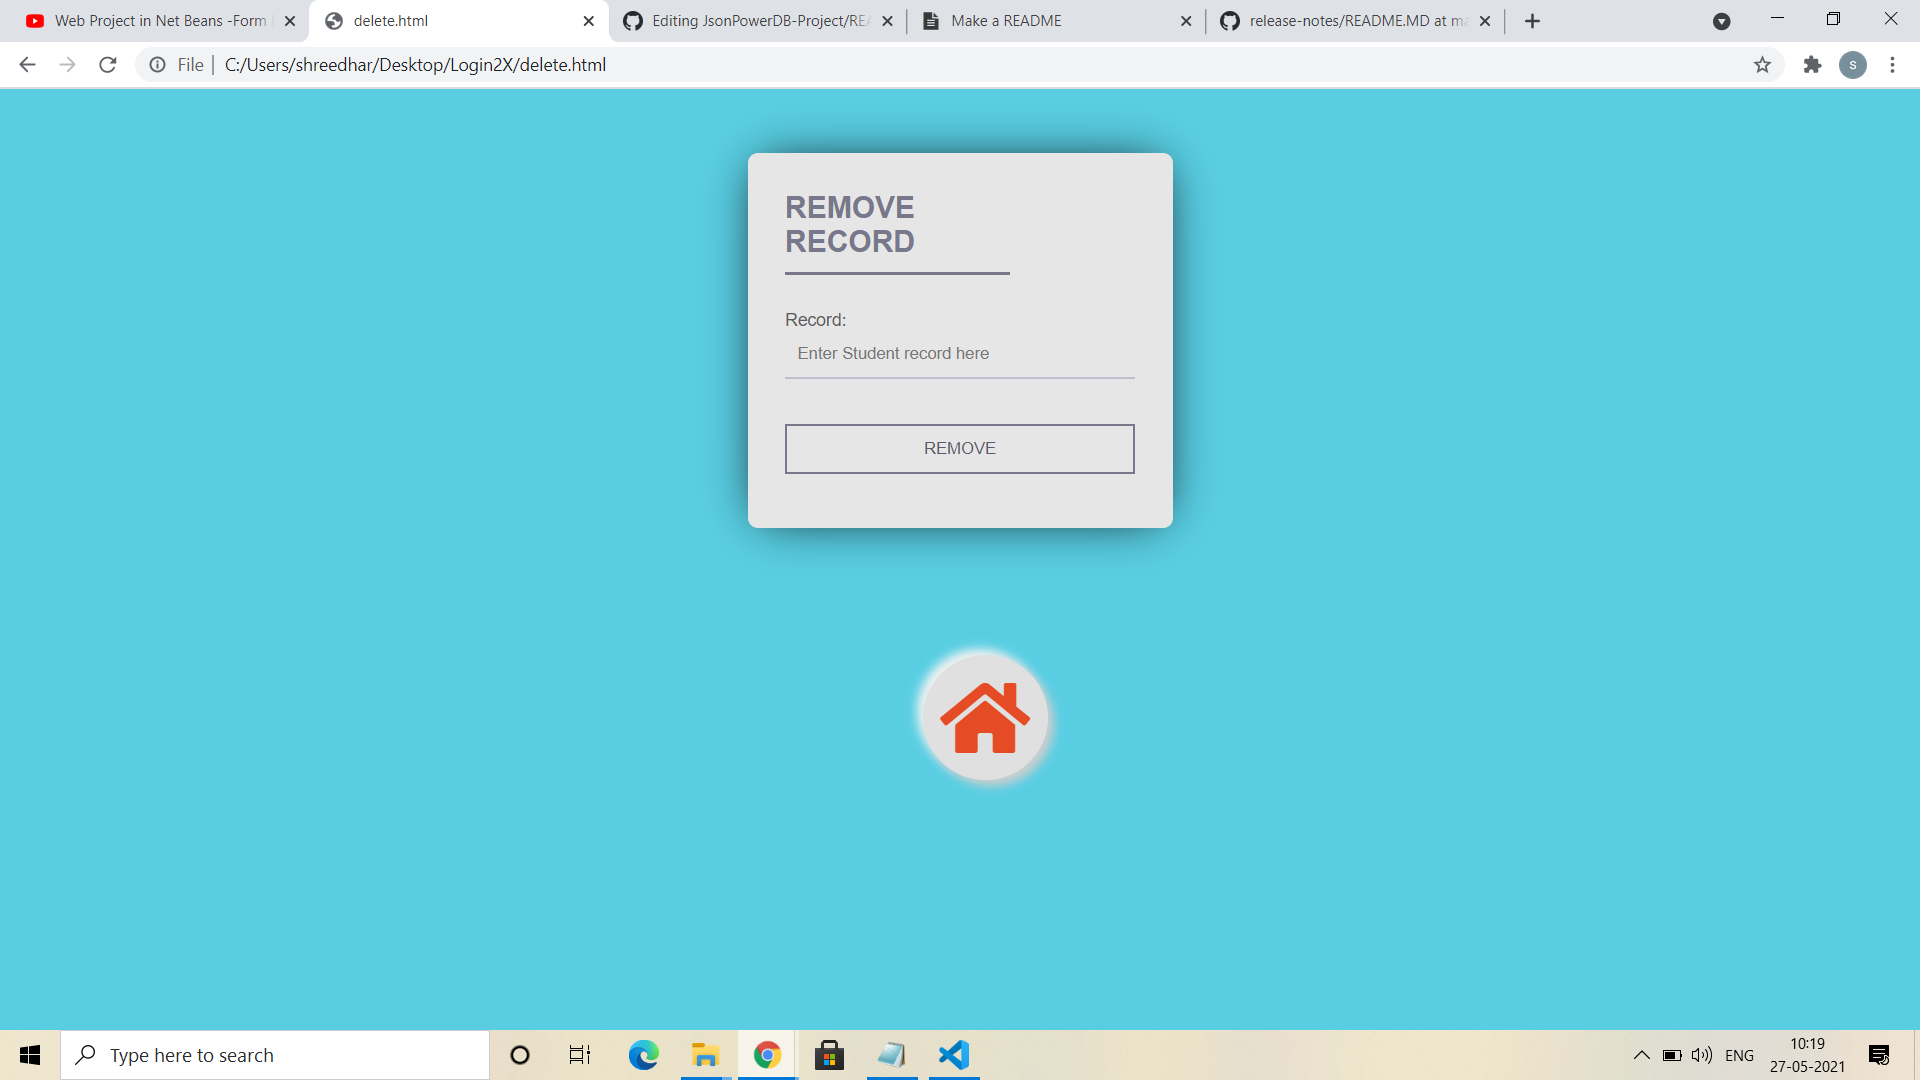 Web Project in Net Beans -Form
delete.html
Editing JsonPowerDB-Project/REA
Make a README
release-notes/README.MD at ma
File
C:/Users/shreedhar/Desktop/Login2X/delete.html
s
REMOVE
RECORD
Record:
Enter Student record here
REMOVE
Type here to search
ENG
10:19
27-05-2021